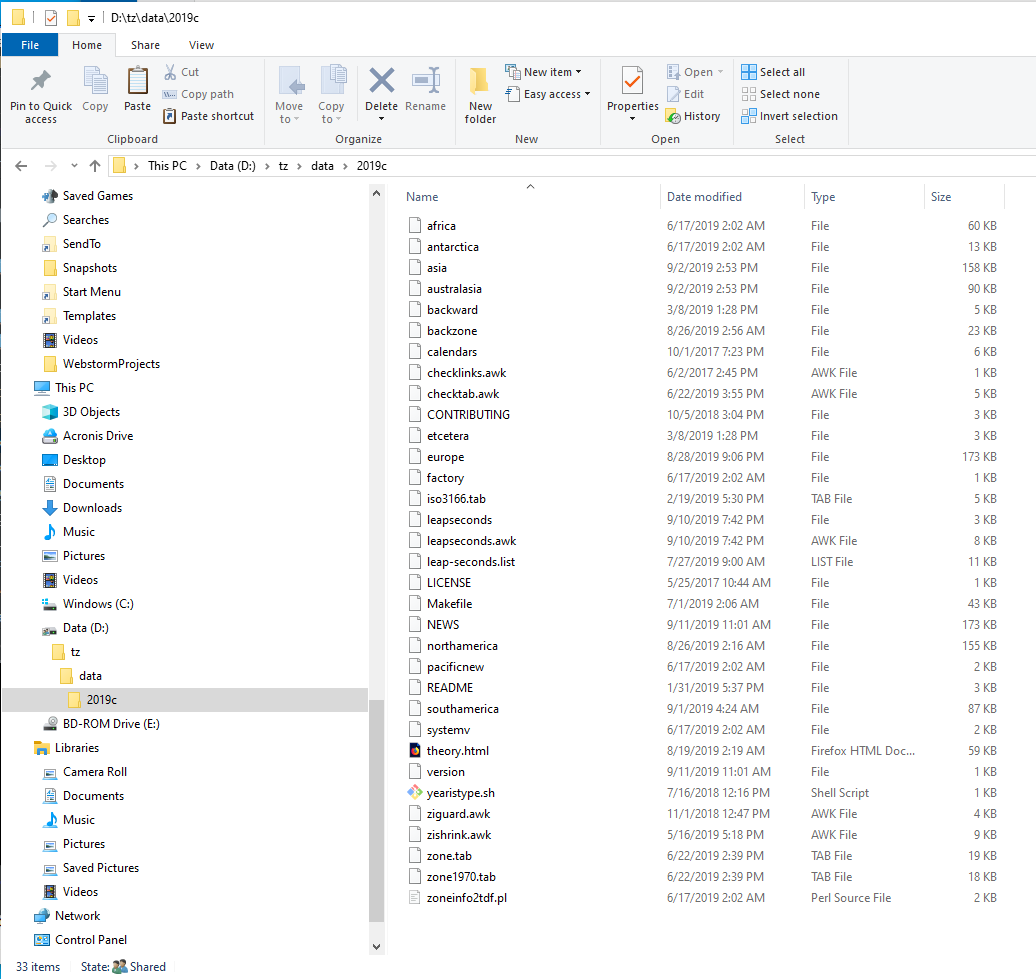 D:\tz\data\2019c
File Home Share View
Pin to Quick access
Copy
Paste
Cut
Copy path
Paste shortcut
Clipboard
Move to
Copy to
Delete
Rename
Organize
New folder
New item
Easy access
New
Properties
Open
Edit
History
Open
Select all
Select none
Invert selection
Select
This PC > Data (D:) > tz > data > 2019c
Saved Games
Searches
SendTo
Snapshots
Start Menu
Templates
Videos
WebstormProjects
This PC
3D Objects
Acronis Drive
Desktop
Documents
Downloads
Music
Pictures
Videos
Windows (C:)
Data (D:)
tz
data
2019c
BD-ROM Drive (E:)
Libraries
Camera Roll
Documents
Music
Pictures
Saved Pictures
Videos
Network
Control Panel
Name Date modified Type Size
africa 6/17/2019 2:02 AM File 60 KB
antarctica 6/17/2019 2:02 AM File 13 KB
asia 9/2/2019 2:53 PM File 158 KB
australasia 9/2/2019 2:53 PM File 90 KB
backward 3/8/2019 1:28 PM File 5 KB
backzone 8/26/2019 2:56 AM File 23 KB
calendars 10/1/2017 7:23 PM File 6 KB
checklinks.awk 6/2/2017 2:45 PM AWK File 1 KB
checktab.awk 6/22/2019 3:55 PM AWK File 5 KB
CONTRIBUTING 10/5/2018 3:04 PM File 3 KB
etcetera 3/8/2019 1:28 PM File 3 KB
europe 8/28/2019 9:06 PM File 173 KB
factory 6/17/2019 2:02 AM File 1 KB
iso3166.tab 2/19/2019 5:30 PM TAB File 5 KB
leapseconds 9/10/2019 7:42 PM File 3 KB
leapseconds.awk 9/10/2019 7:42 PM AWK File 8 KB
leap-seconds.list 7/27/2019 9:00 AM LIST File 11 KB
LICENSE 5/25/2017 10:44 AM File 1 KB
Makefile 7/1/2019 2:06 AM File 43 KB
NEWS 9/11/2019 11:01 AM File 173 KB
northamerica 8/26/2019 2:16 AM File 155 KB
pacificnew 6/17/2019 2:02 AM File 2 KB
README 1/31/2019 5:37 PM File 3 KB
southamerica 9/1/2019 4:24 AM File 87 KB
systemv 6/17/2019 2:02 AM File 2 KB
theory.html 8/19/2019 2:19 AM Firefox HTML Doc... 59 KB
version 9/11/2019 11:01 AM File 1 KB
yearistype.sh 7/16/2018 12:16 PM Shell Script 1 KB
ziguard.awk 11/1/2018 12:47 PM AWK File 4 KB
zishrink.awk 5/16/2019 5:18 PM AWK File 9 KB
zone.tab 6/22/2019 2:39 PM TAB File 19 KB
zone1970.tab 6/22/2019 2:39 PM TAB File 18 KB
zoneinfo2tdf.pl 6/17/2019 2:02 AM Perl Source File 2 KB
33 items State: Shared